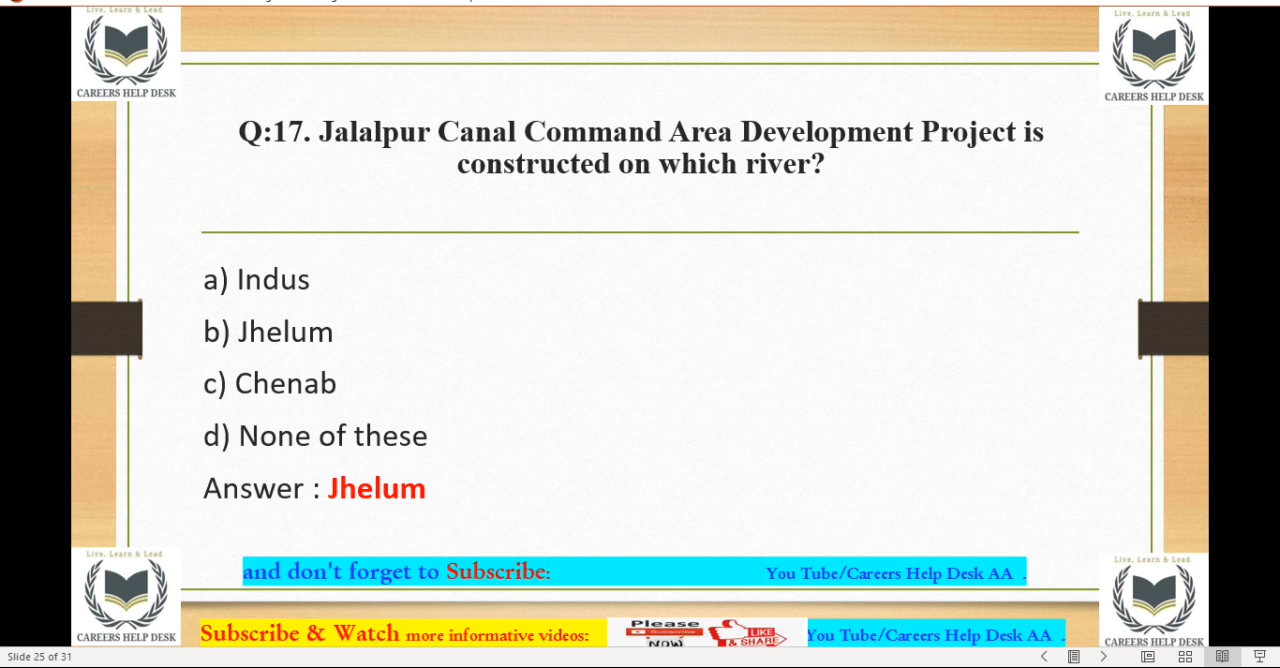 Live, Learn & Lead
CAREERS HELP DESK
Live, Learn & Lead
CAREERS HELP DESK
Q:17. Jalalpur Canal Command Area Development Project is
constructed on which river?
a) Indus
b) Jhelum
c) Chenab
d) None of these
Answer : Jhelum
Live, Learn & Lead
CAREERS HELP DESK
Live, Learn & Lead
CAREERS HELP DESK
and don't forget to Subscribe: You Tube/Careers Help Desk AA .
Subscribe & Watch more informative videos:
Please
Subscribe
NOW
LIKE
& SHARE
You Tube/Careers Help Desk AA .
Slide 25 of 31